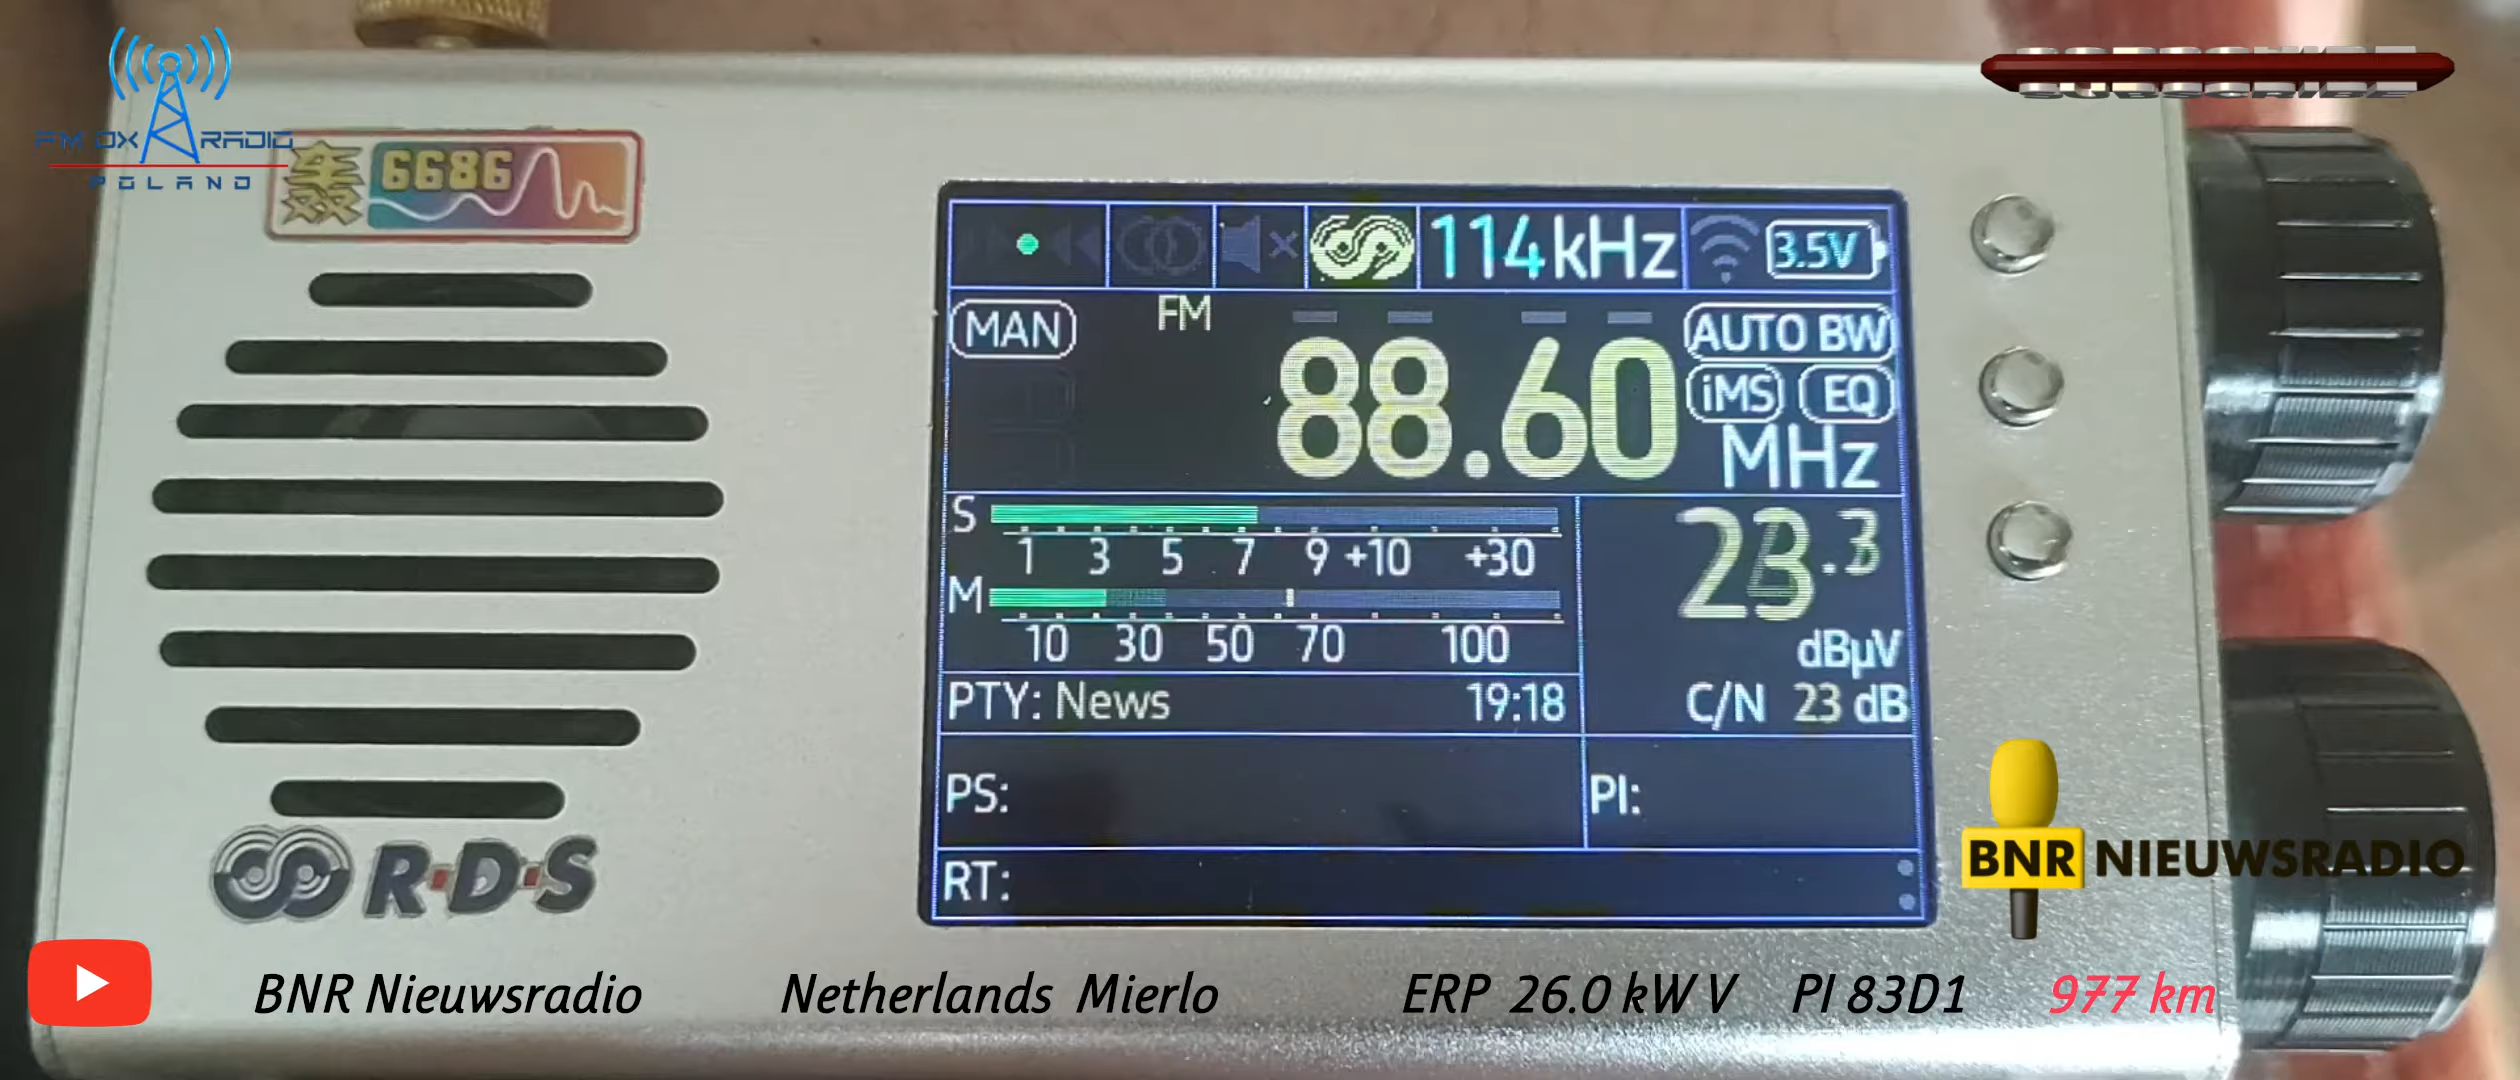 SUBSCRIBE
FM DX RADIO
POLAND
轰
6686
114kHz
3.5V
MAN
FM
AUTO BW
88.60
iMS EQ
MHz
S
1 3 5 7 9 +10 +30
M
10 30 50 70 100
23.3
dBµV
PTY: News 19:18
C/N 23 dB
PS:
PI:
RT:
R·D·S
BNR NIEUWSRADIO
BNR Nieuwsradio Netherlands Mierlo ERP 26.0 kW V PI 83D1 977 km